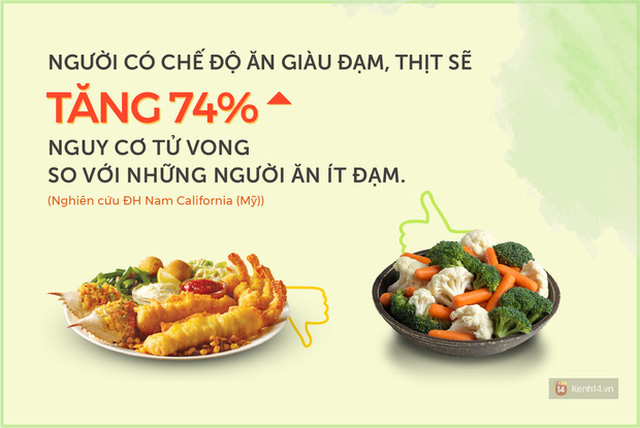 NGƯỜI CÓ CHẾ ĐỘ ĂN GIÀU ĐẠM, THỊT SẼ
TĂNG 74%
NGUY CƠ TỬ VONG
SO VỚI NHỮNG NGƯỜI ĂN ÍT ĐẠM.
(Nghiên cứu ĐH Nam California (Mỹ))
14 Kenh14.vn